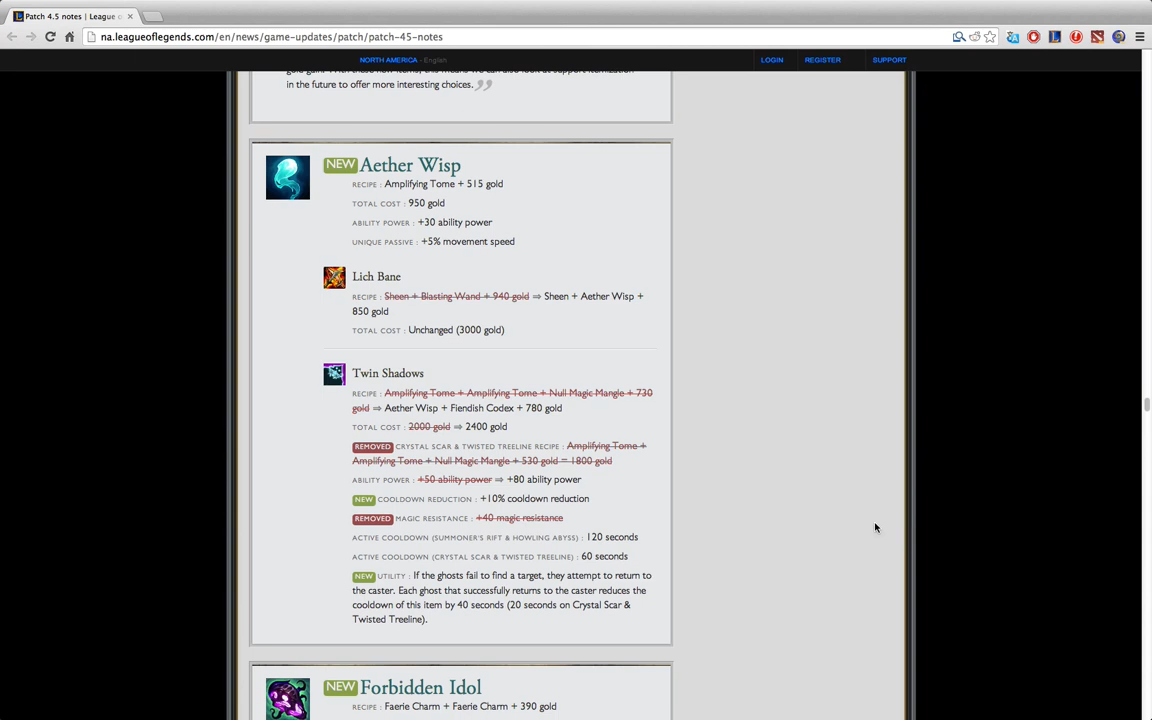 Patch 4.5 notes | League o
na.leagueoflegends.com/en/news/game-updates/patch/patch-45-notes
NORTH AMERICA - English
LOGIN
REGISTER
SUPPORT
in the future to offer more interesting choices.
NEW Aether Wisp
RECIPE : Amplifying Tome + 515 gold
TOTAL COST : 950 gold
ABILITY POWER : +30 ability power
UNIQUE PASSIVE : +5% movement speed
Lich Bane
RECIPE : Sheen + Blasting Wand + 940 gold ⇒ Sheen + Aether Wisp +
850 gold
TOTAL COST : Unchanged (3000 gold)
Twin Shadows
RECIPE : Amplifying Tome + Amplifying Tome + Null Magic Mangle + 730
gold ⇒ Aether Wisp + Fiendish Codex + 780 gold
TOTAL COST : 2000 gold ⇒ 2400 gold
REMOVED CRYSTAL SCAR & TWISTED TREELINE RECIPE : Amplifying Tome +
Amplifying Tome + Null Magic Mangle + 530 gold = 1800 gold
ABILITY POWER : +50 ability power ⇒ +80 ability power
NEW COOLDOWN REDUCTION : +10% cooldown reduction
REMOVED MAGIC RESISTANCE : +40 magic resistance
ACTIVE COOLDOWN (SUMMONER'S RIFT & HOWLING ABYSS) : 120 seconds
ACTIVE COOLDOWN (CRYSTAL SCAR & TWISTED TREELINE) : 60 seconds
NEW UTILITY : If the ghosts fail to find a target, they attempt to return to
the caster. Each ghost that successfully returns to the caster reduces the
cooldown of this item by 40 seconds (20 seconds on Crystal Scar &
Twisted Treeline).
NEW Forbidden Idol
RECIPE : Faerie Charm + Faerie Charm + 390 gold